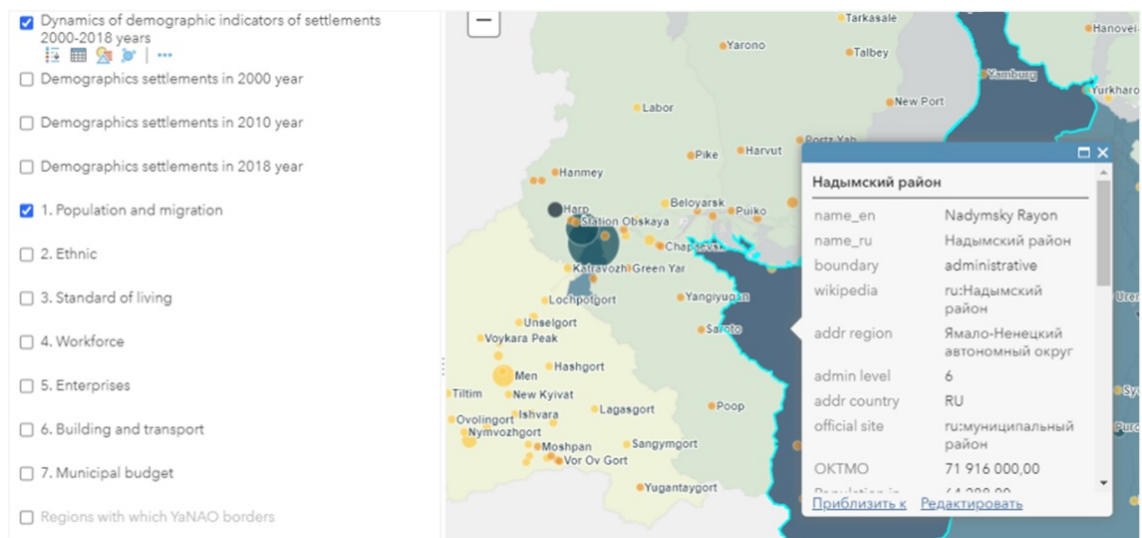 Dynamics of demographic indicators of settlements
2000-2018 years
Demographics settlements in 2000 year
Demographics settlements in 2010 year
Demographics settlements in 2018 year
1. Population and migration
2. Ethnic
3. Standard of living
4. Workforce
5. Enterprises
6. Building and transport
7. Municipal budget
Regions with which YaNAO borders
Tarkasale
Hanovei
Yarono
Talbey
Yamburg
Yurkharo
Labor
New Port
Portz Yah
Pike
Harvut
Hanmey
Harp
Beloyarsk
Puiko
Station Obskaya
Katravozh
Green Yar
Lochpotgort
Yangiyugan
Unselgort
Saroto
Voykara Peak
Hashgort
Men
Tiltim
New Kyivat
Ovolingort
Ishvara
Lagasgort
Poop
Nymvozhgort
Moshpan
Sangymgort
Vor Ov Gort
Yugantaygort
Надымский район
name_en Nadymsky Rayon
name_ru Надымский район
boundary administrative
wikipedia ru:Надымский
район
addr region Ямало-Ненецкий
автономный округ
admin level 6
addr country RU
official site ru:муниципальный
район
OKTMO 71 916 000,00
Приблизить к Редактировать